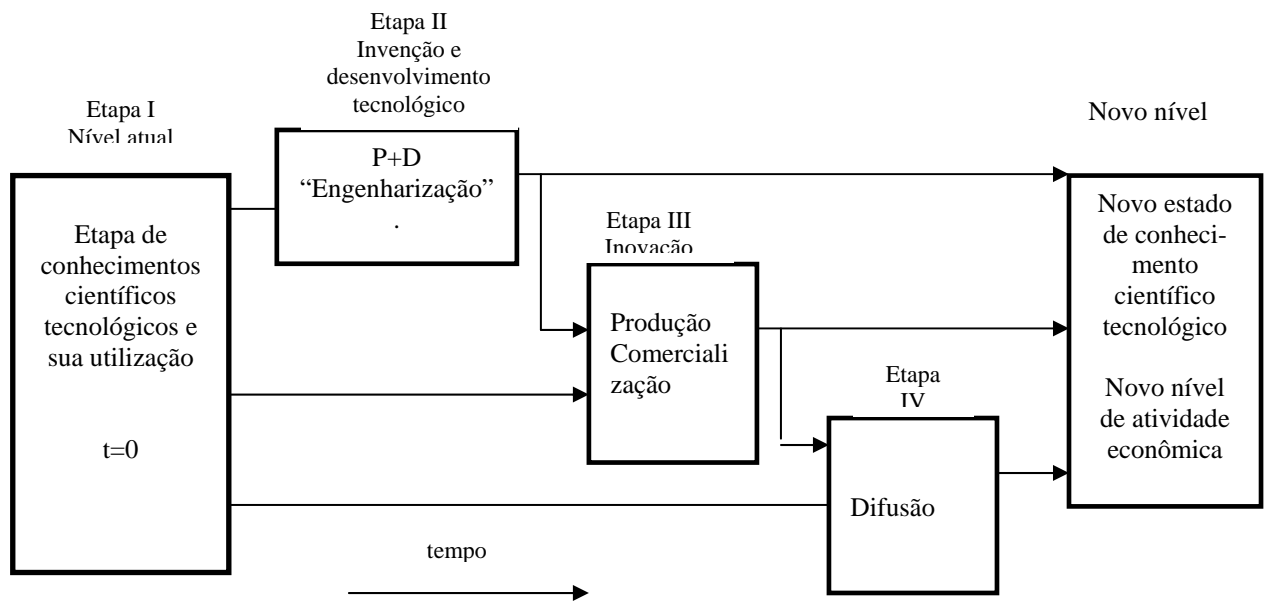 Etapa I
Nível atual
Etapa de
conhecimentos
científicos
tecnológicos e
sua utilização
t=0
Etapa II
Invenção e
desenvolvimento
tecnológico
P+D
“Engenharização”
.
Etapa III
Inovação
Produção
Comerciali
zação
Etapa
IV
Difusão
Novo nível
Novo estado
de conheci-
mento
científico
tecnológico
Novo nível
de atividade
econômica
tempo